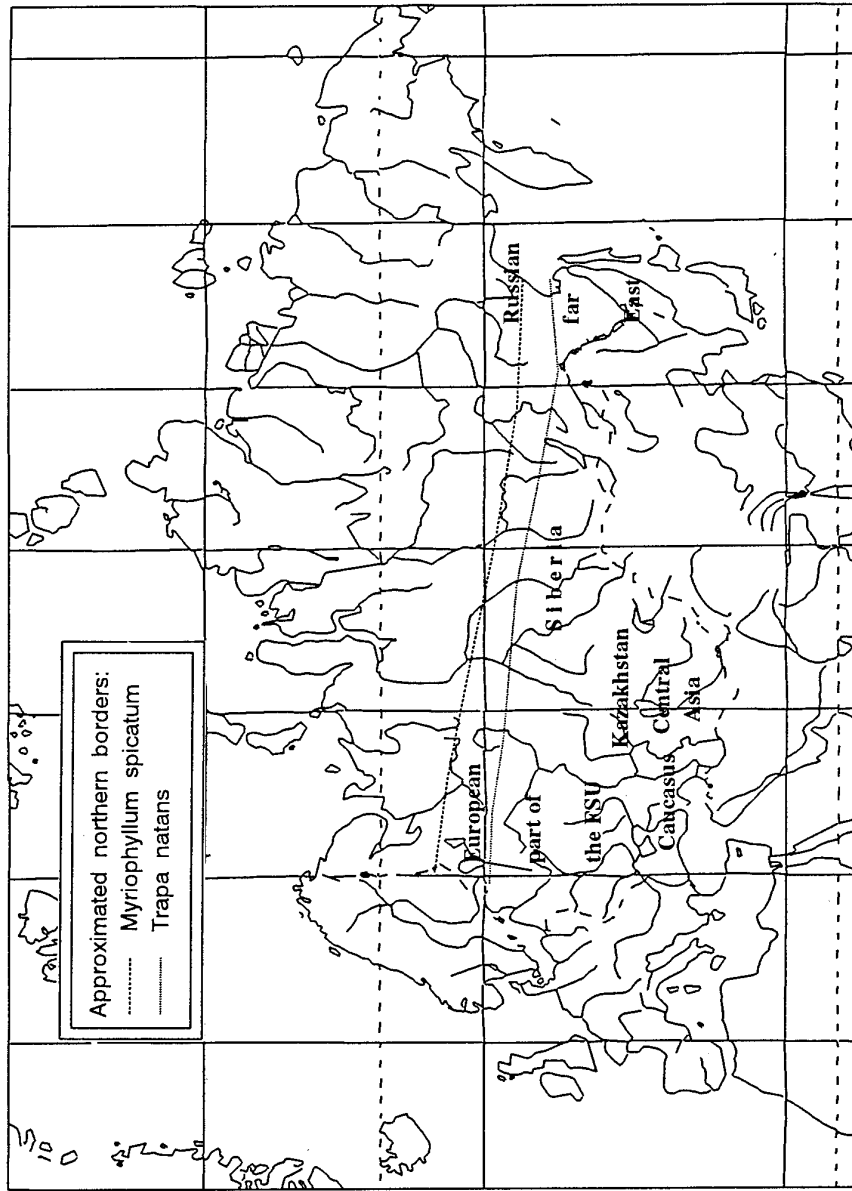 Approximated northern borders:
Myriophyllum spicatum
Trapa natans
European
part of
the FSU
Caucasus
Kazakhstan
Central
Asia
Siberia
Russian
far
East